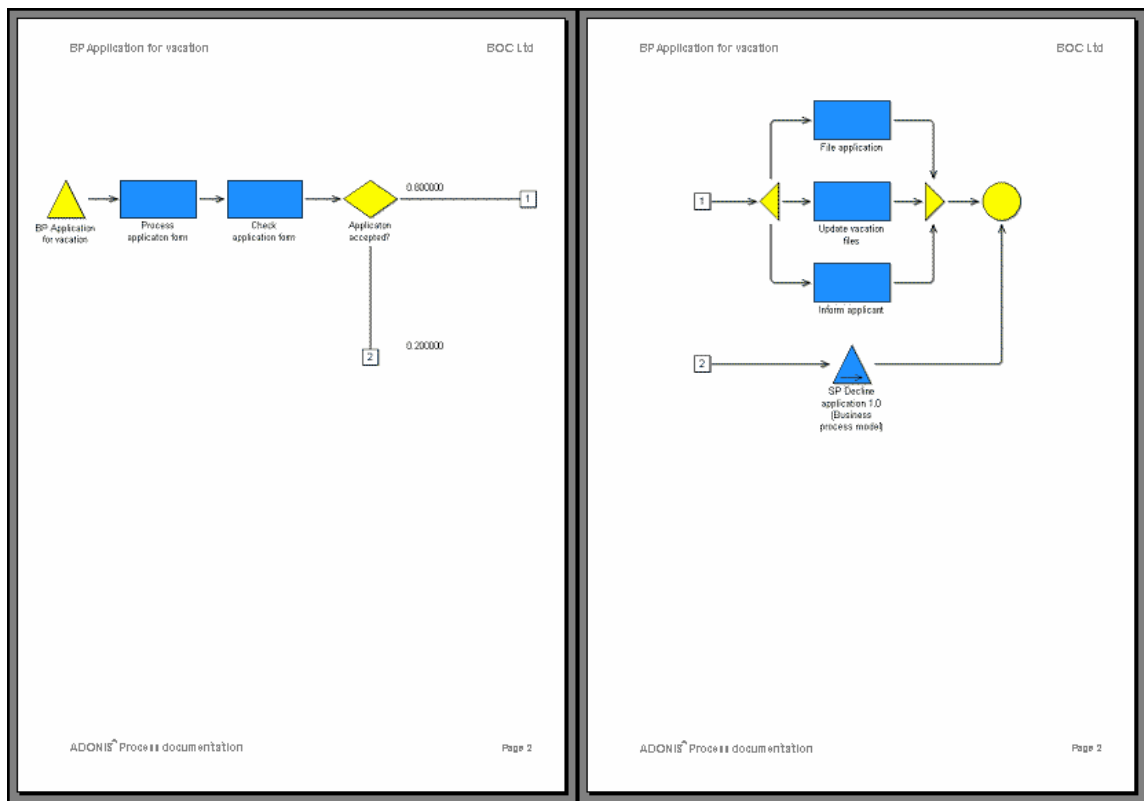 BP Application for vacation
BOC Ltd
0.800000
1
BP Application
for vacation
Process
applicaton form
Check
application form
Applicaton
accepted?
0.200000
2
ADONIS^ Process documentation
Page 2
BP Application for vacation
BOC Ltd
File application
1
Update vacation
files
Inform applicant
2
SP Decline
application 1.0
(Business
process model)
ADONIS^ Process documentation
Page 2